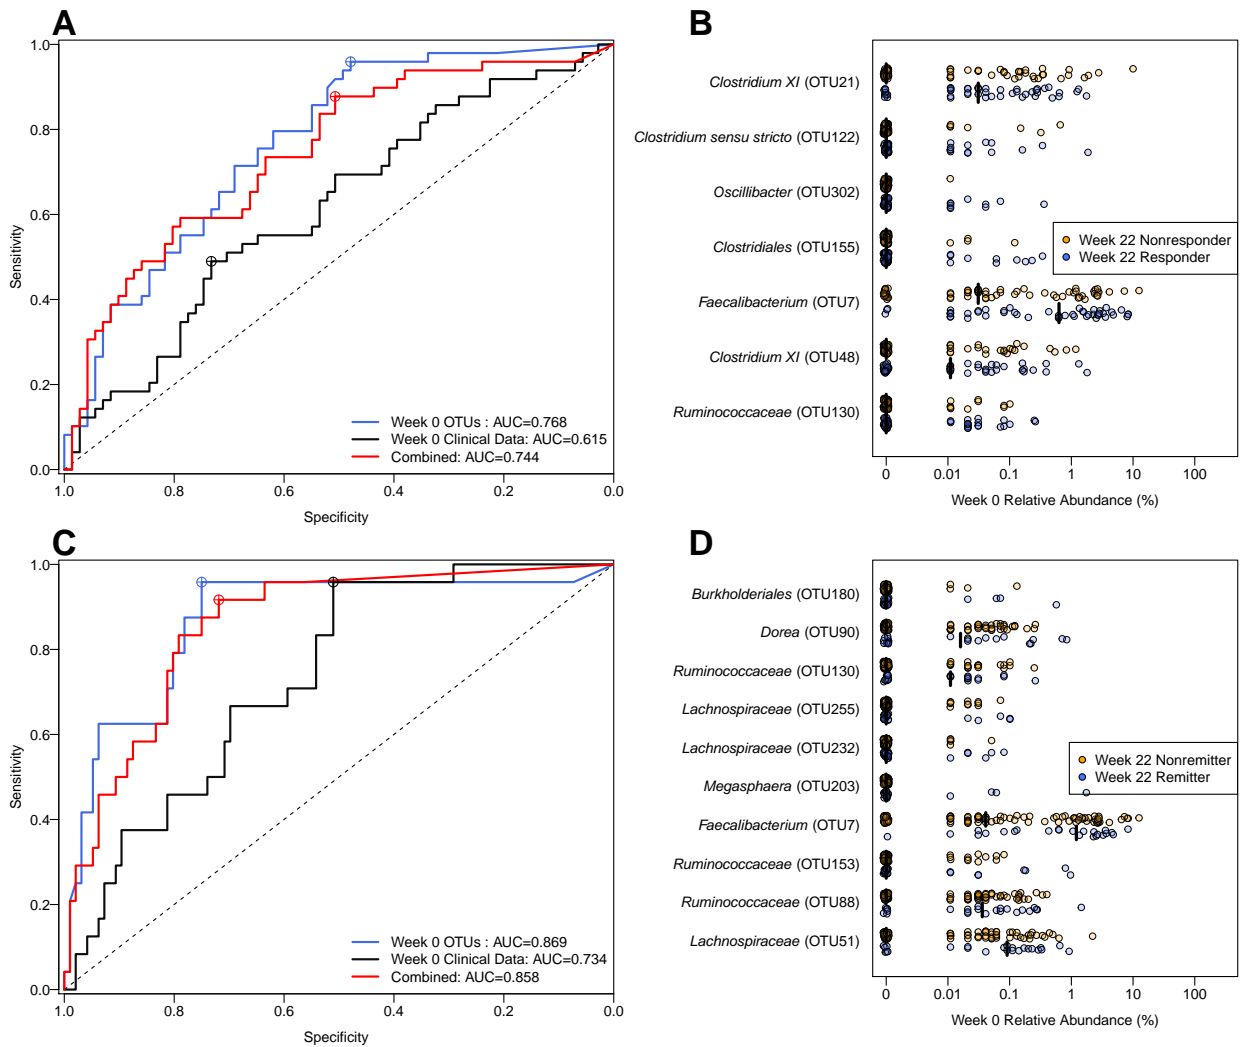 A
1.0
0.8
0.6
0.4
0.2
0.0
Sensitivity
Week 0 OTUs : AUC=0.768
Week 0 Clinical Data: AUC=0.615
Combined: AUC=0.744
1.0 0.8 0.6 0.4 0.2 0.0
Specificity
B
Clostridium XI (OTU21)
Clostridium sensu stricto (OTU122)
Oscillibacter (OTU302)
Clostridiales (OTU155)
Faecalibacterium (OTU7)
Clostridium XI (OTU48)
Ruminococcaceae (OTU130)
Week 22 Nonresponder
Week 22 Responder
0 0.01 0.1 1 10 100
Week 0 Relative Abundance (%)
C
1.0
0.8
0.6
0.4
0.2
0.0
Sensitivity
Week 0 OTUs : AUC=0.869
Week 0 Clinical Data: AUC=0.734
Combined: AUC=0.858
1.0 0.8 0.6 0.4 0.2 0.0
Specificity
D
Burkholderiales (OTU180)
Dorea (OTU90)
Ruminococcaceae (OTU130)
Lachnospiraceae (OTU255)
Lachnospiraceae (OTU232)
Megasphaera (OTU203)
Faecalibacterium (OTU7)
Ruminococcaceae (OTU153)
Ruminococcaceae (OTU88)
Lachnospiraceae (OTU51)
Week 22 Nonremitter
Week 22 Remitter
0 0.01 0.1 1 10 100
Week 0 Relative Abundance (%)